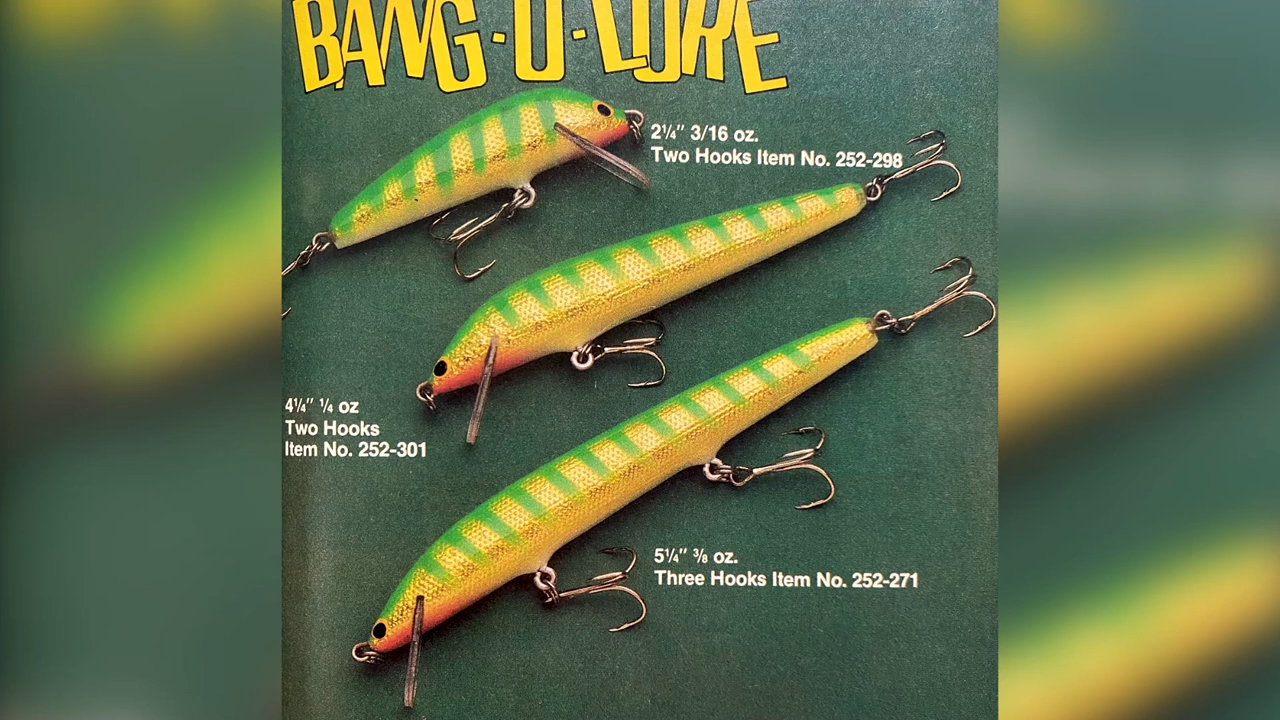 BANG-O-LURE
2¼" 3/16 oz.
Two Hooks Item No. 252-298
4¼" ¼ oz
Two Hooks
Item No. 252-301
5¼" ⅜ oz.
Three Hooks Item No. 252-271